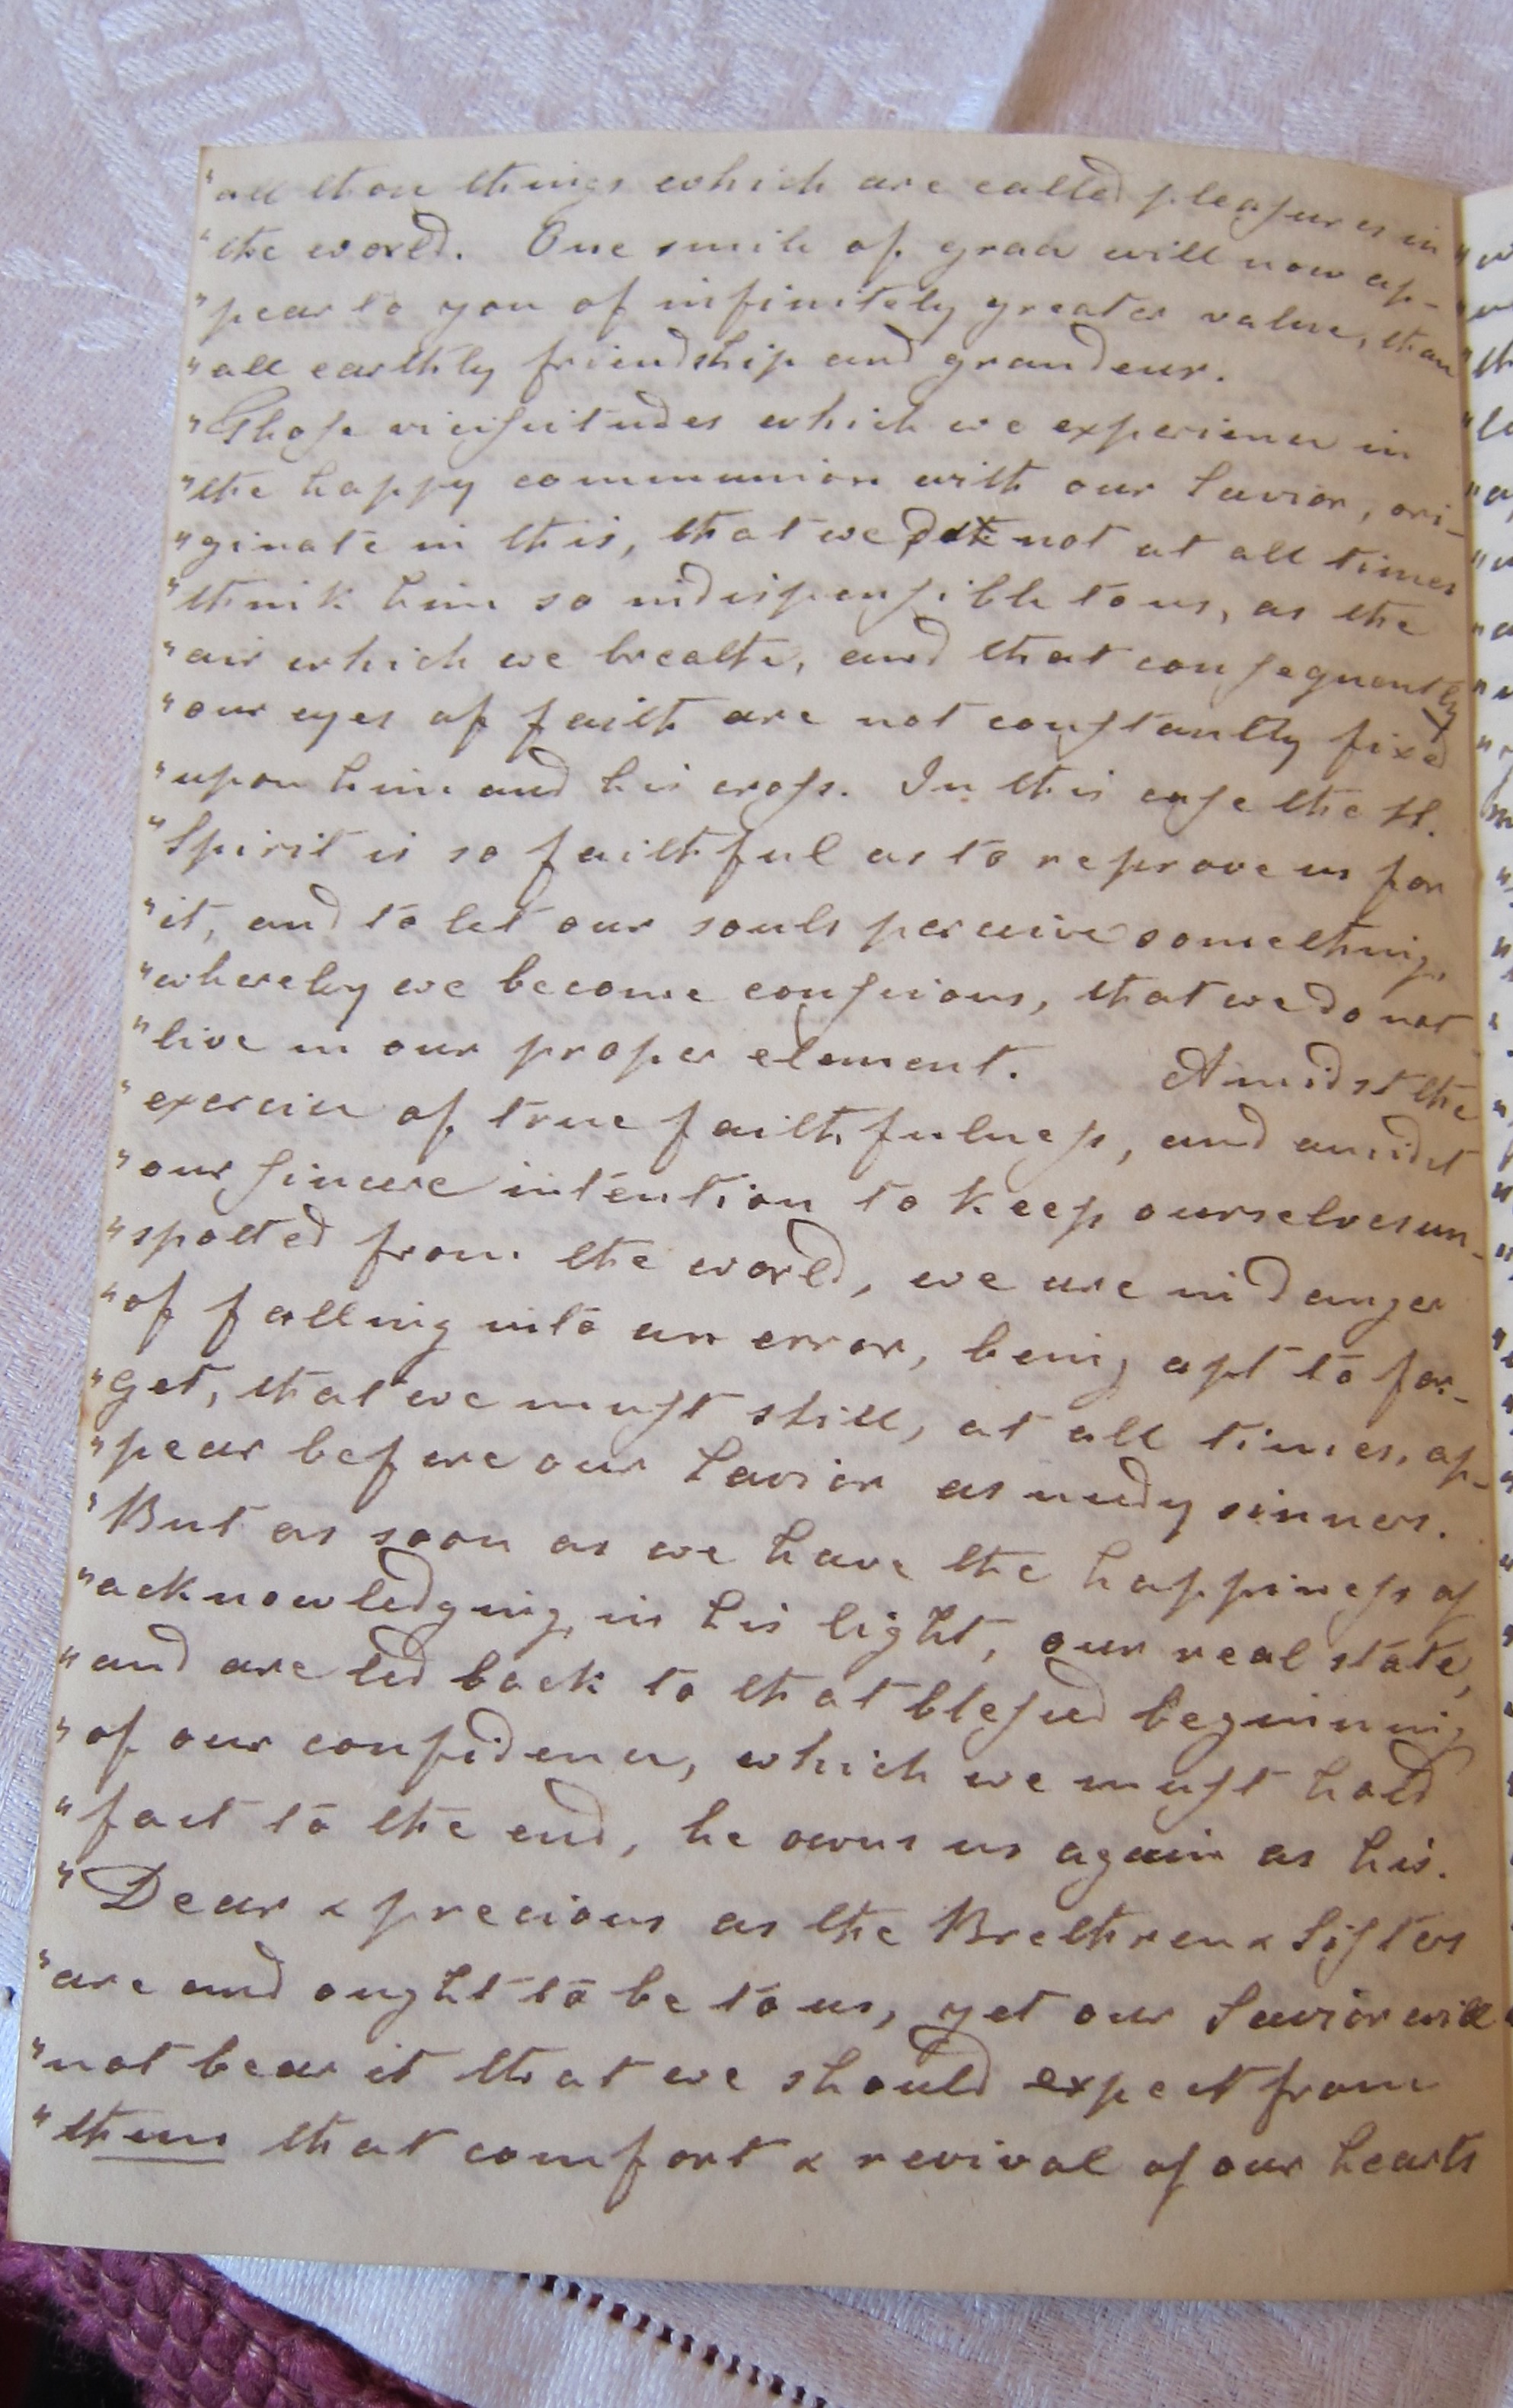 "all those things which are called pleasures in
"the world. One smile of grace will now ap-
"pear to you of infinitely greater value, than
"all earthly friendship and grandeur.
"Those vicissitudes which we experience in
"the happy communion with our Savior, ori-
"ginate in this, that we do not at all times
"think him so indispensible to us, as the
"air which we breathe, and that consequently
"our eyes of faith are not constantly fixed
"upon him and his cross. In this case the H.
"Spirit is so faithful as to reprove us for
"it, and to let our souls perceive something,
"whereby we become conscious, that we do not
"live in our proper element. Amidst the
"exercise of true faithfulness, and amidst
"our sincere intention to keep ourselves un-
"spotted from the world, we are in danger
"of falling into an error, being apt to for-
"get, that we must still, at all times, ap-
"pear before our Savior as needy sinners.
"But as soon as we have the happiness of
"acknowledging, in his light, our real state,
"and are led back to that blessed beginning
"of our confidence, which we must hold
"fast to the end, he owns us again as his.
"Dear & precious as the Brethren & Sisters
"are and ought to be to us, yet our Savior will
"not bear it that we should expect from
"them that comfort & revival of our hearts